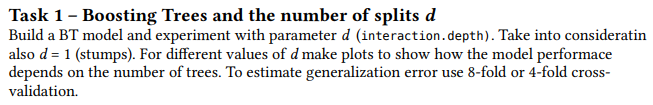 Task 1 – Boosting Trees and the number of splits d
Build a BT model and experiment with parameter d (interaction.depth). Take into consideratin
also d = 1 (stumps). For different values of d make plots to show how the model performace
depends on the number of trees. To estimate generalization error use 8-fold or 4-fold cross-
validation.